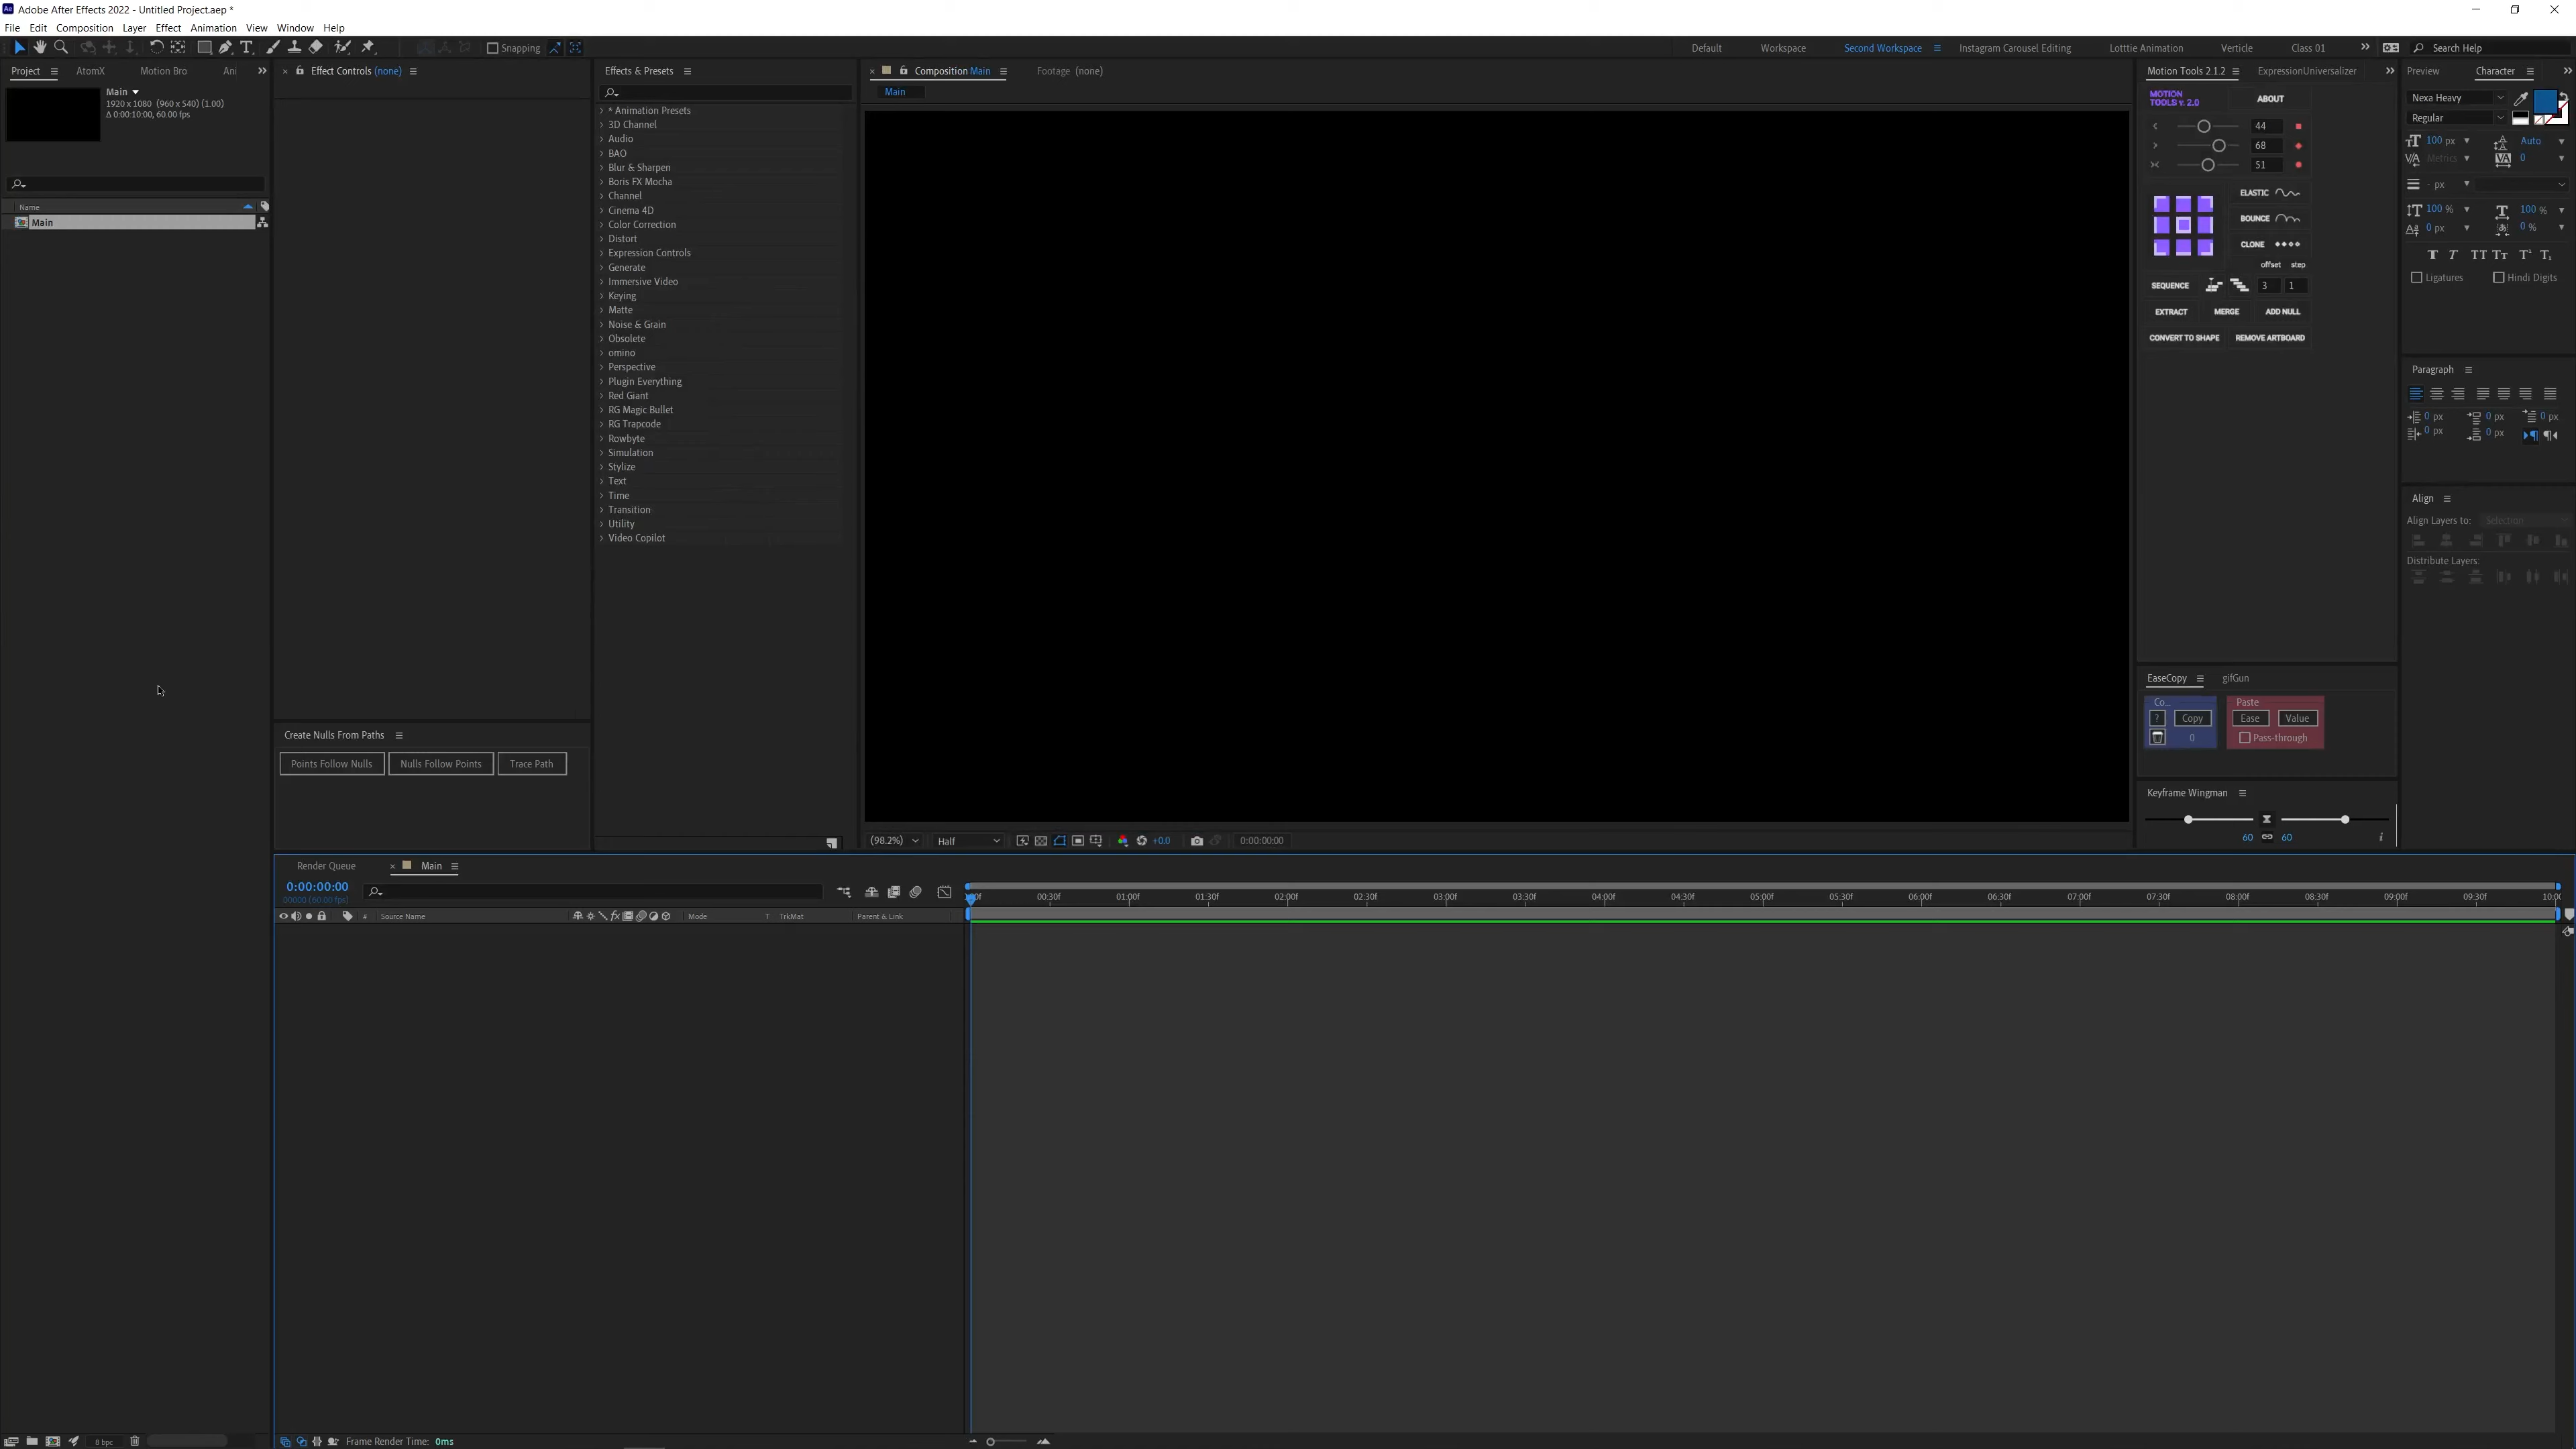 Adobe After Effects 2022 - Untitled Project.aep *
File Edit Composition Layer Effect Animation View Window Help
Snapping
Default Workspace Second Workspace Instagram Carousel Editing Lotttie Animation Verticle Class 01 Search Help
Project AtomX Motion Bro Ani
Main
1920 x 1080 (960 x 540) (1.00)
Δ 0:00:10:00, 60.00 fps
Name
Main
Effect Controls (none)
Effects & Presets
* Animation Presets
3D Channel
Audio
BAO
Blur & Sharpen
Boris FX Mocha
Channel
Cinema 4D
Color Correction
Distort
Expression Controls
Generate
Immersive Video
Keying
Matte
Noise & Grain
Obsolete
omino
Perspective
Plugin Everything
Red Giant
RG Magic Bullet
RG Trapcode
Rowbyte
Simulation
Stylize
Text
Time
Transition
Utility
Video Copilot
Create Nulls From Paths
Points Follow Nulls Nulls Follow Points Trace Path
Composition Main Footage (none)
Main
(98.2%) Half +0.0 0:00:00:00
Motion Tools 2.1.2 ExpressionUniversalizer
MOTION
TOOLS v. 2.0
ABOUT
44
68
51
ELASTIC
BOUNCE
CLONE
offset step
SEQUENCE 3 1
EXTRACT MERGE ADD NULL
CONVERT TO SHAPE REMOVE ARTBOARD
EaseCopy gifGun
Co... Paste
? Copy Ease Value
0 Pass-through
Keyframe Wingman
60 60
Preview Character
Nexa Heavy
Regular
100 px Auto
Metrics 0
- px
100 % 100 %
0 px 0 %
Ligatures Hindi Digits
Paragraph
0 px 0 px 0 px
0 px 0 px
Align
Align Layers to: Selection
Distribute Layers:
Render Queue Main
0:00:00:00
00000 (60.00 fps)
# Source Name Mode T TrkMat Parent & Link
:00f 00:30f 01:00f 01:30f 02:00f 02:30f 03:00f 03:30f 04:00f 04:30f 05:00f 05:30f 06:00f 06:30f 07:00f 07:30f 08:00f 08:30f 09:00f 09:30f 10:00
8 bpc
Frame Render Time: 0ms